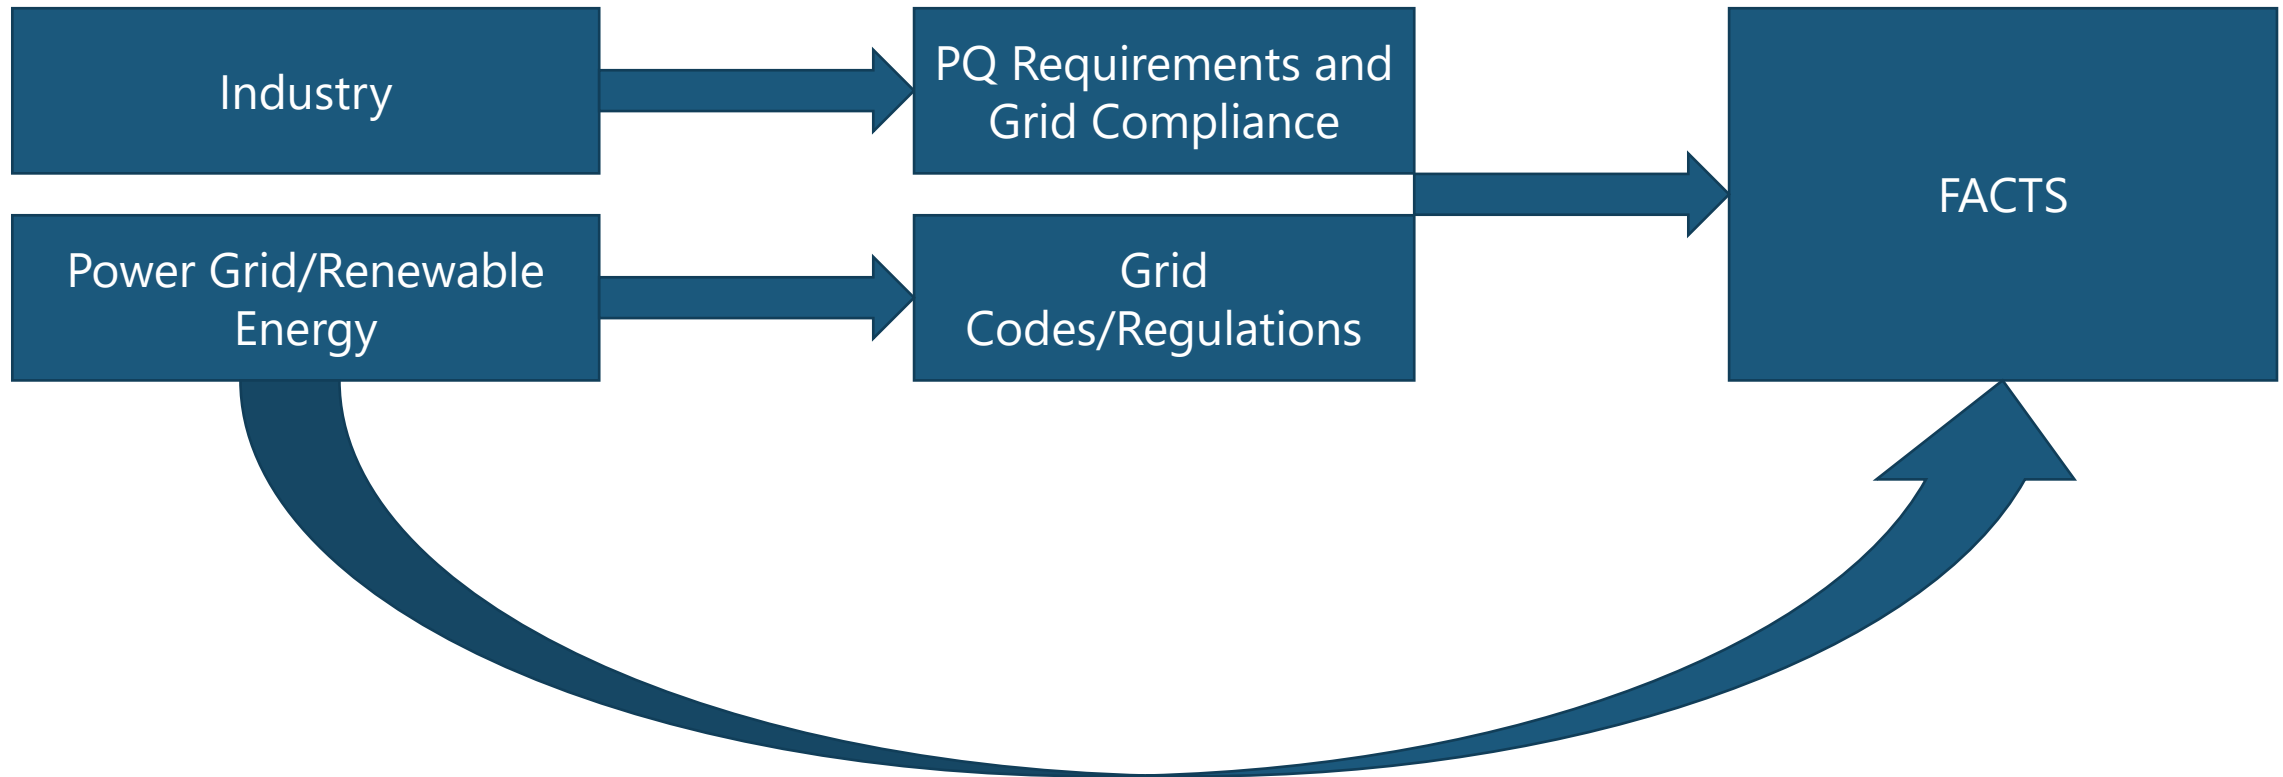 Industry
PQ Requirements and
Grid Compliance
FACTS
Power Grid/Renewable
Energy
Grid
Codes/Regulations